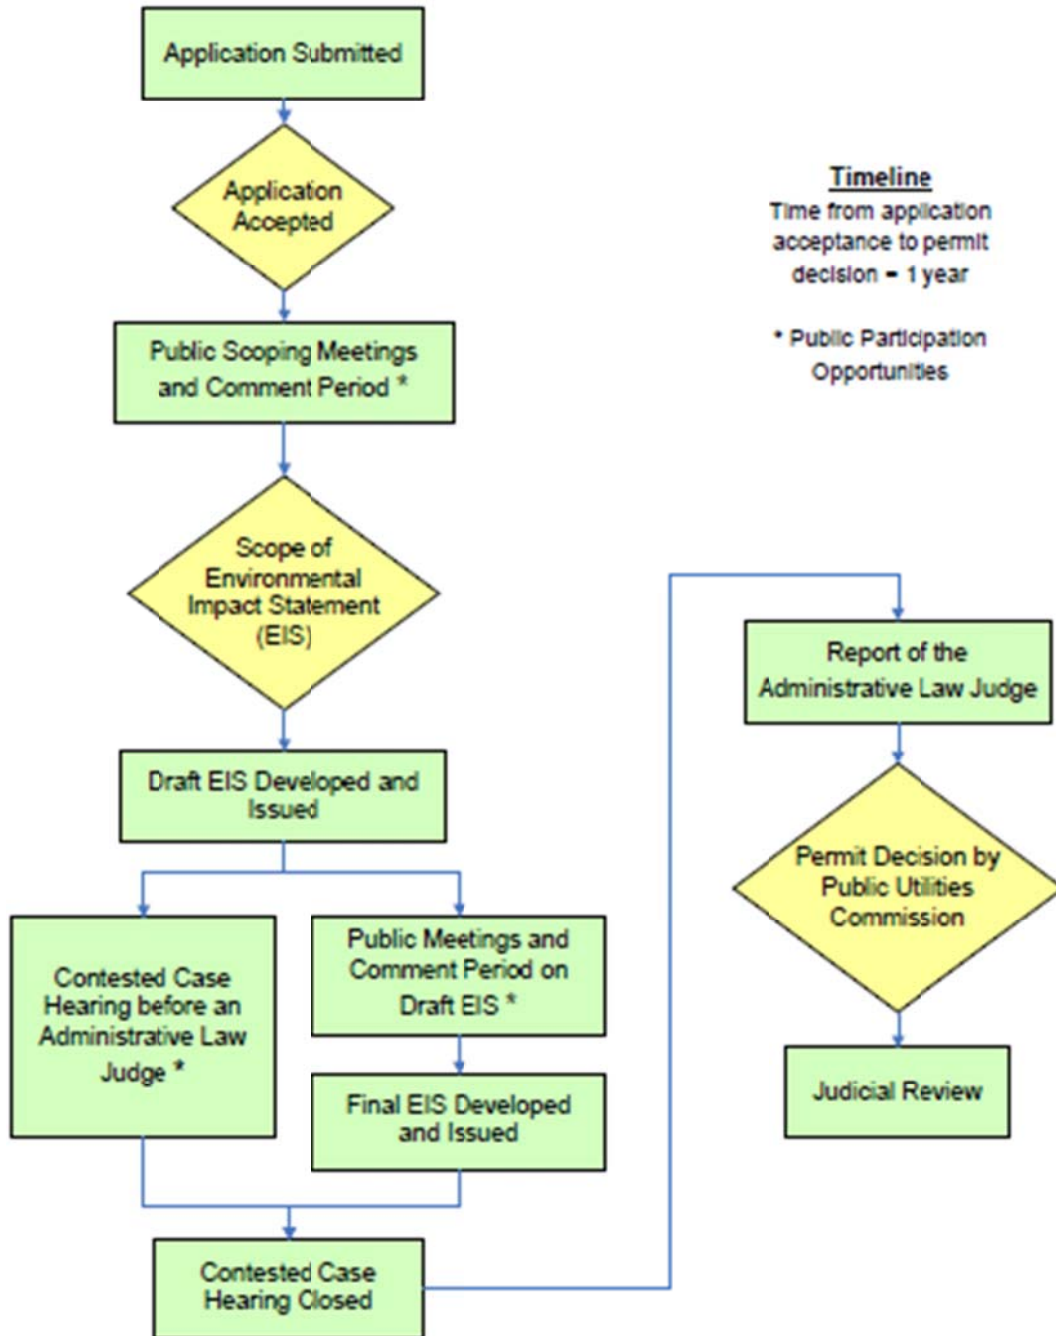 Application Submitted
Application
Accepted
Timeline
Time from application
acceptance to permit
decision = 1 year
* Public Participation
Opportunities
Public Scoping Meetings
and Comment Period *
Scope of
Environmental
Impact Statement
(EIS)
Draft EIS Developed and
Issued
Contested Case
Hearing before an
Administrative Law
Judge *
Public Meetings and
Comment Period on
Draft EIS *
Final EIS Developed
and Issued
Contested Case
Hearing Closed
Report of the
Administrative Law Judge
Permit Decision by
Public Utilities
Commission
Judicial Review